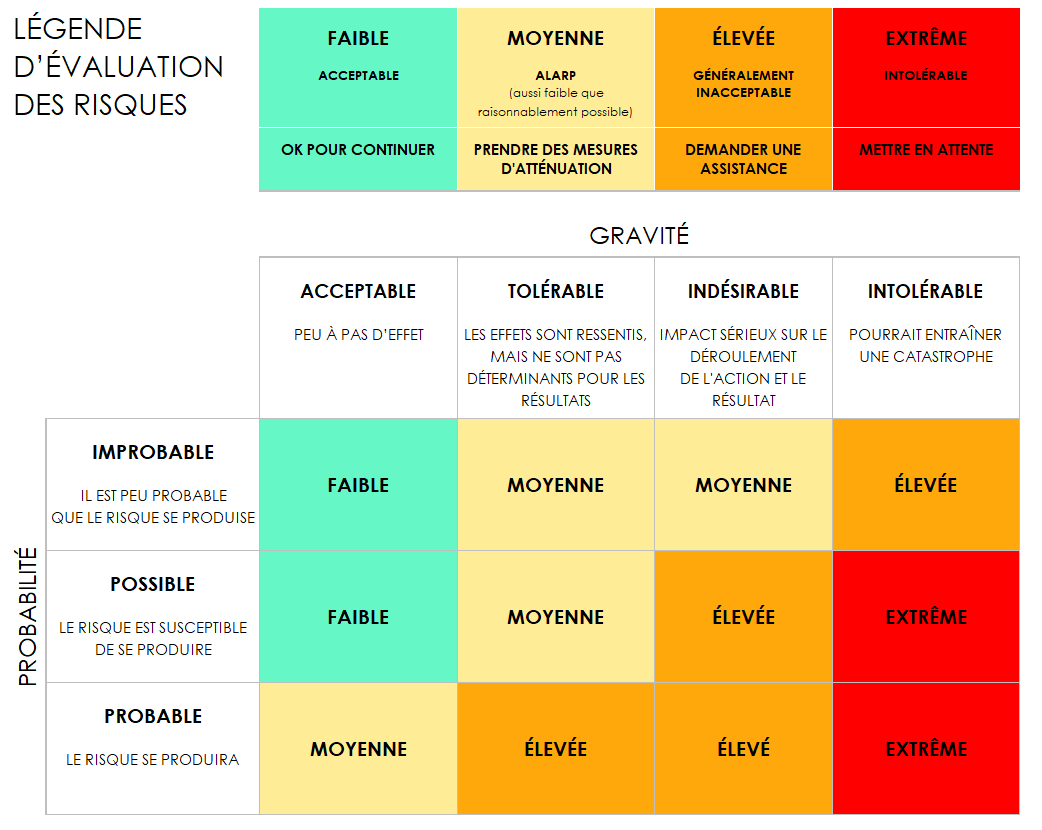 LÉGENDE
D’ÉVALUATION
DES RISQUES
FAIBLE
ACCEPTABLE
OK POUR CONTINUER
MOYENNE
ALARP
(aussi faible que
raisonnablement possible)
PRENDRE DES MESURES
D'ATTÉNUATION
ÉLEVÉE
GÉNÉRALEMENT
INACCEPTABLE
DEMANDER UNE
ASSISTANCE
EXTRÊME
INTOLÉRABLE
METTRE EN ATTENTE
GRAVITÉ
ACCEPTABLE
PEU À PAS D’EFFET
TOLÉRABLE
LES EFFETS SONT RESSENTIS,
MAIS NE SONT PAS
DÉTERMINANTS POUR LES
RÉSULTATS
INDÉSIRABLE
IMPACT SÉRIEUX SUR LE
DÉROULEMENT
DE L'ACTION ET LE
RÉSULTAT
INTOLÉRABLE
POURRAIT ENTRAÎNER
UNE CATASTROPHE
PROBABILITÉ
IMPROBABLE
IL EST PEU PROBABLE
QUE LE RISQUE SE PRODUISE
FAIBLE
MOYENNE
MOYENNE
ÉLEVÉE
POSSIBLE
LE RISQUE EST SUSCEPTIBLE
DE SE PRODUIRE
FAIBLE
MOYENNE
ÉLEVÉE
EXTRÊME
PROBABLE
LE RISQUE SE PRODUIRA
MOYENNE
ÉLEVÉE
ÉLEVÉ
EXTRÊME